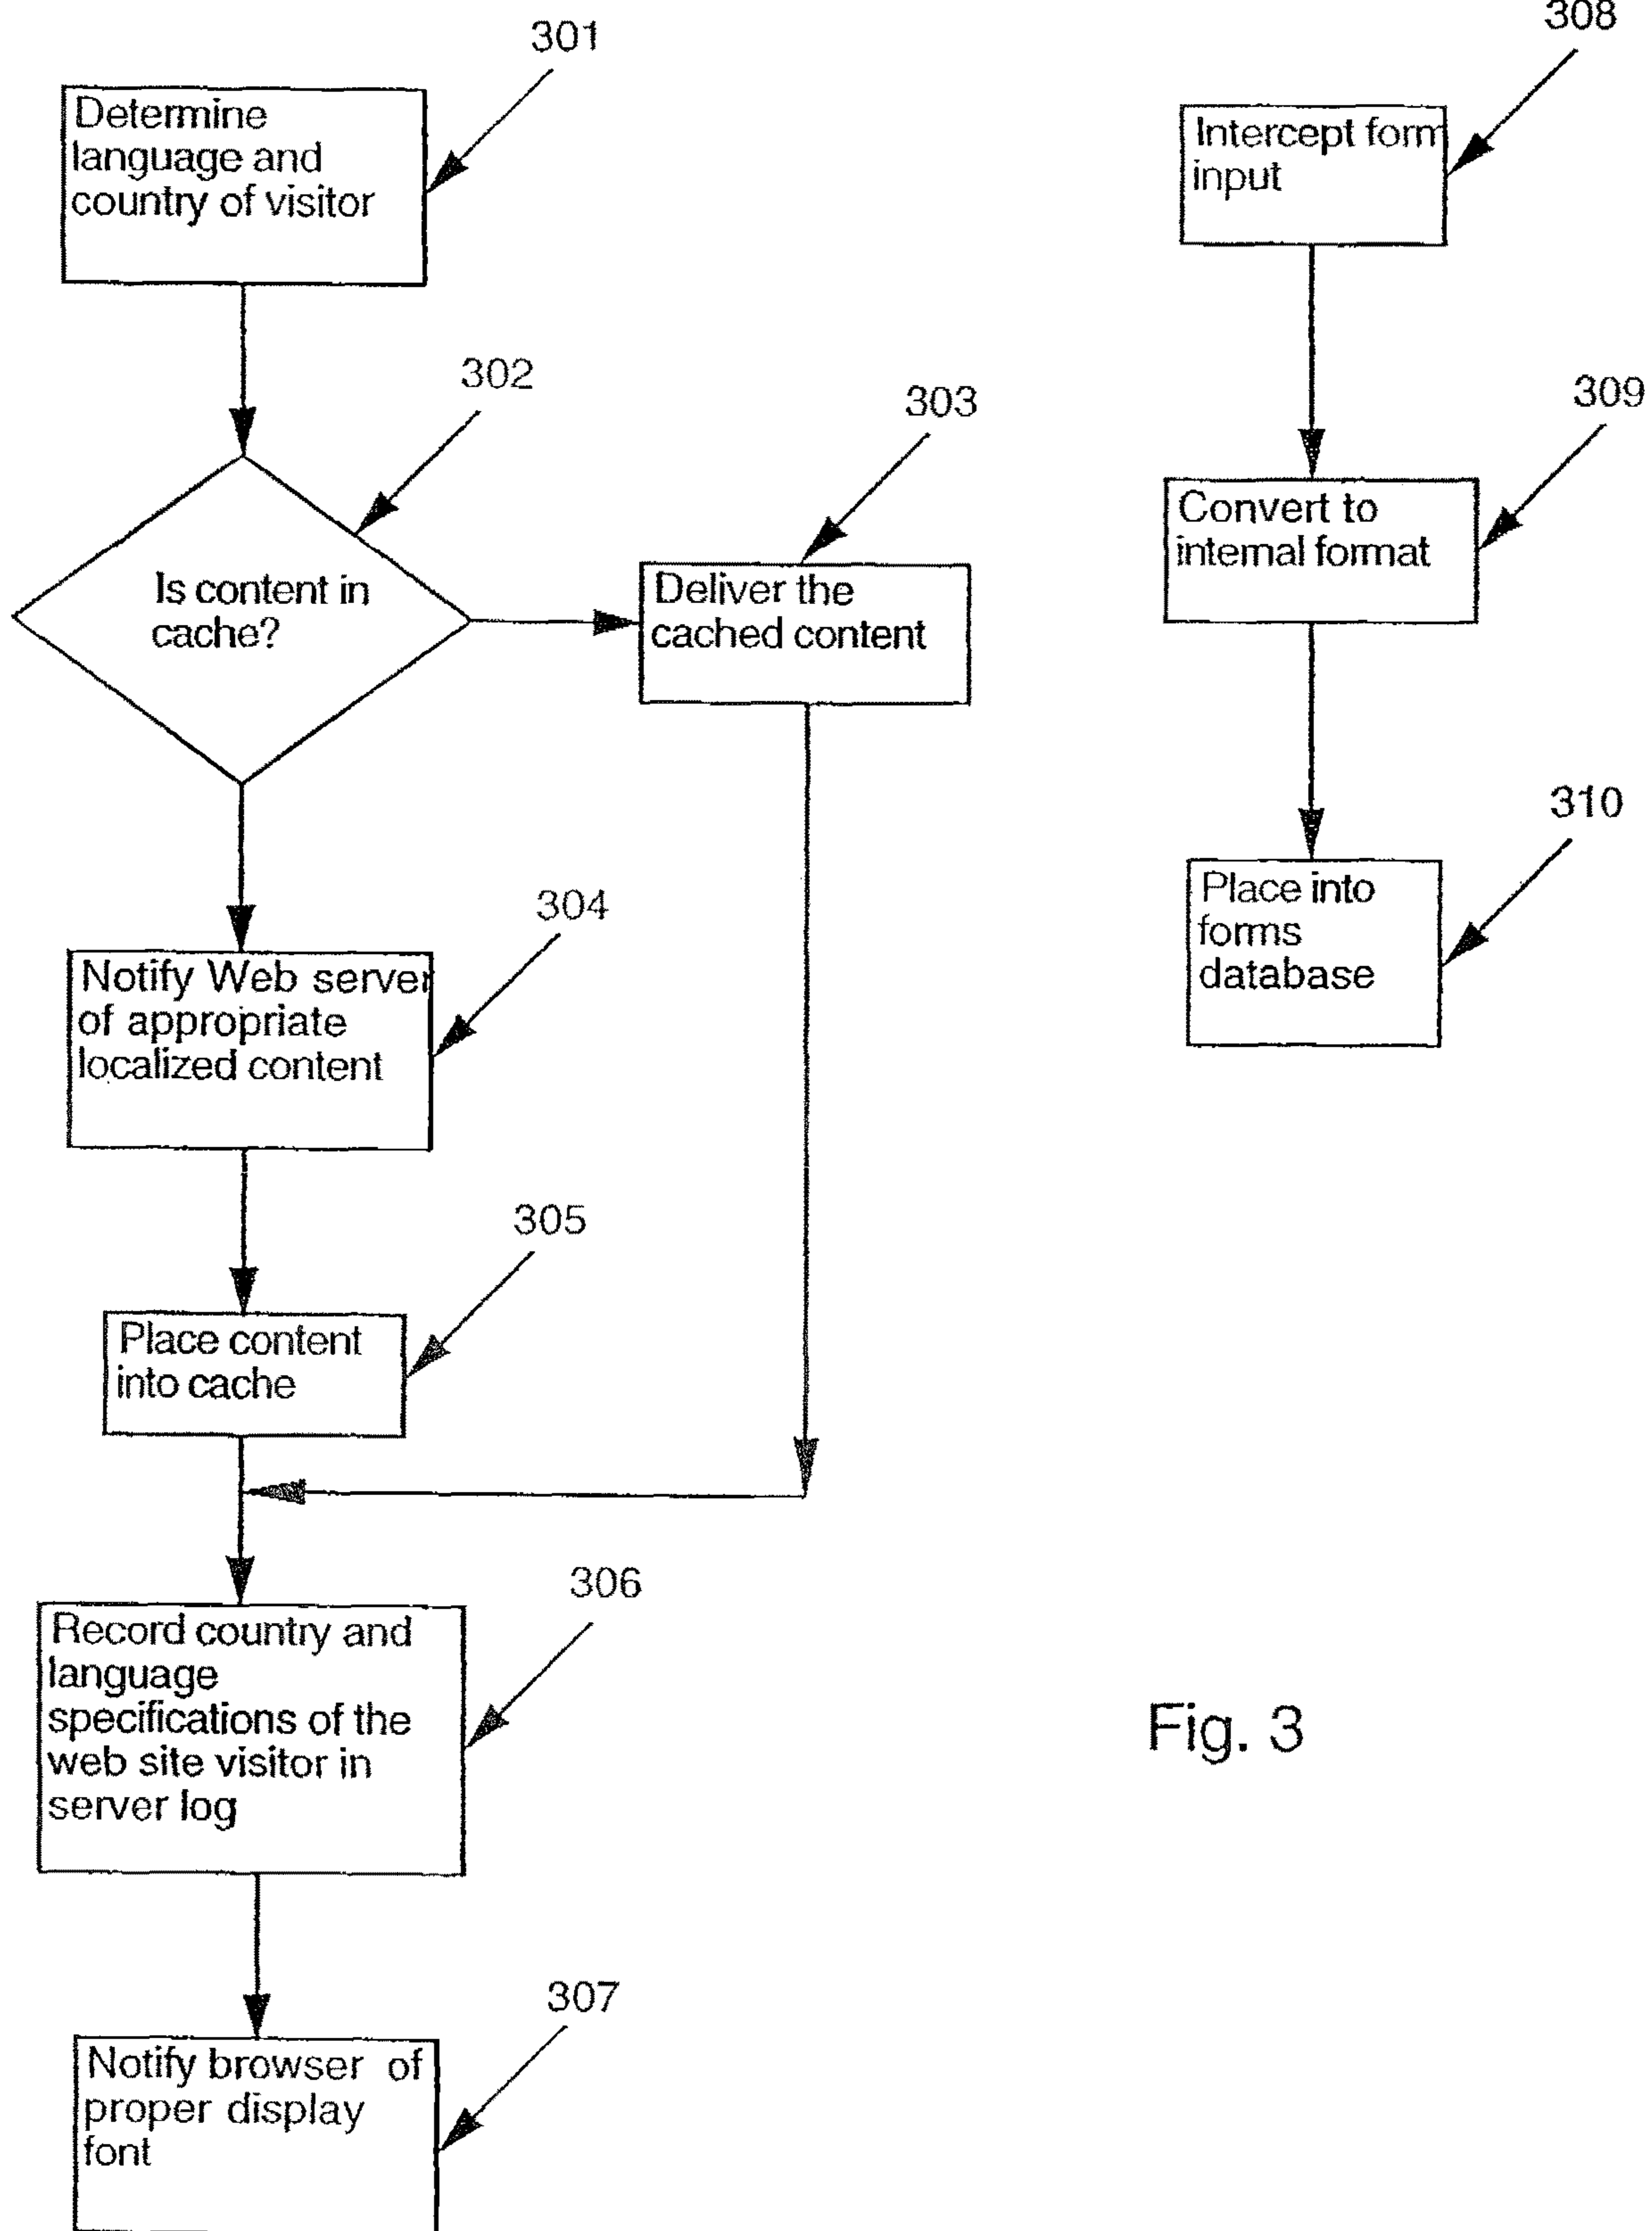 301
Determine
language and
country of visitor
302
Is content in
cache?
303
Deliver the
cached content
304
Notify Web server
of appropriate
localized content
305
Place content
into cache
306
Record country and
language
specifications of the
web site visitor in
server log
307
Notify browser of
proper display
font
308
Intercept form
input
309
Convert to
internal format
310
Place into
forms
database
Fig. 3